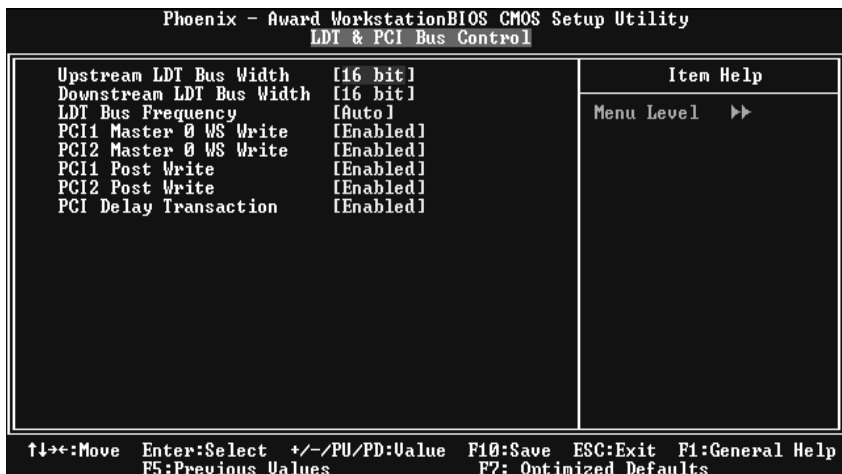 Phoenix - Award WorkstationBIOS CMOS Setup Utility
LDT & PCI Bus Control
Upstream LDT Bus Width [16 bit]
Downstream LDT Bus Width [16 bit]
LDT Bus Frequency [Auto]
PCI1 Master 0 WS Write [Enabled]
PCI2 Master 0 WS Write [Enabled]
PCI1 Post Write [Enabled]
PCI2 Post Write [Enabled]
PCI Delay Transaction [Enabled]
Item Help
Menu Level ▶▶
↑↓→←:Move Enter:Select +/-/PU/PD:Value F10:Save ESC:Exit F1:General Help
F5:Previous Values F7: Optimized Defaults